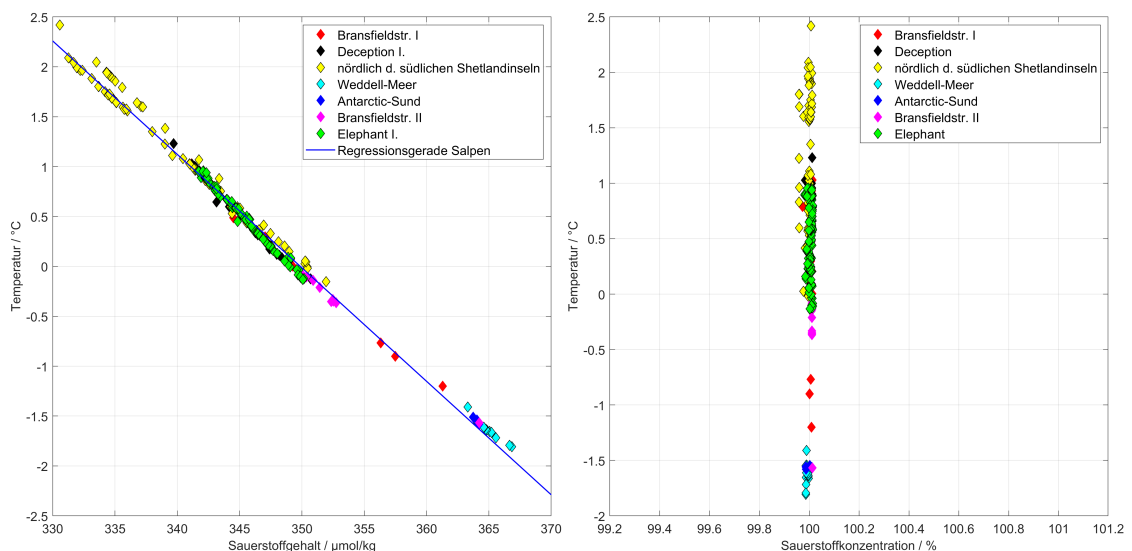 2.5
2
1.5
1
0.5
0
-0.5
-1
-1.5
-2
-2.5
Temperatur / °C
330 335 340 345 350 355 360 365 370
Sauerstoffgehalt / µmol/kg
Bransfieldstr. I
Deception I.
nördlich d. südlichen Shetlandinseln
Weddell-Meer
Antarctic-Sund
Bransfieldstr. II
Elephant I.
Regressionsgerade Salpen
2.5
2
1.5
1
0.5
0
-0.5
-1
-1.5
-2
Temperatur / °C
99.2 99.4 99.6 99.8 100 100.2 100.4 100.6 100.8 101 101.2
Sauerstoffkonzentration / %
Bransfieldstr. I
Deception
nördlich d. südlichen Shetlandinseln
Weddell-Meer
Antarctic-Sund
Bransfieldstr. II
Elephant